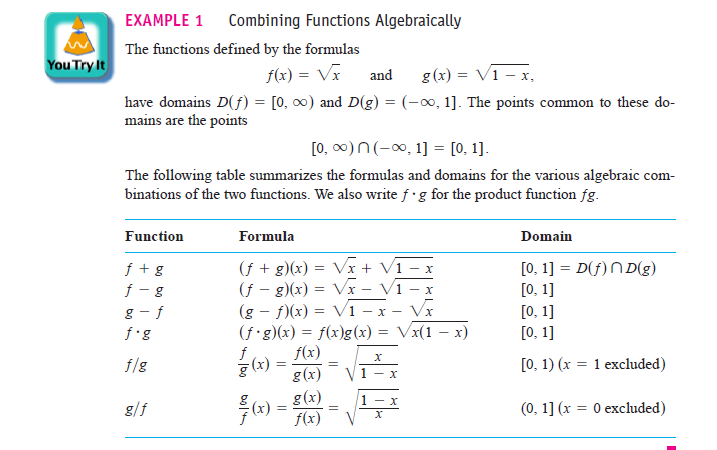 EXAMPLE 1 Combining Functions Algebraically
You Try It
The functions defined by the formulas
f(x) = √x and g(x) = √(1 − x),
have domains D(f) = [0, ∞) and D(g) = (−∞, 1]. The points common to these do-
mains are the points
[0, ∞) ∩ (−∞, 1] = [0, 1].
The following table summarizes the formulas and domains for the various algebraic com-
binations of the two functions. We also write f · g for the product function fg.
Function Formula Domain
f + g (f + g)(x) = √x + √(1 − x) [0, 1] = D(f) ∩ D(g)
f − g (f − g)(x) = √x − √(1 − x) [0, 1]
g − f (g − f)(x) = √(1 − x) − √x [0, 1]
f · g (f · g)(x) = f(x)g(x) = √(x(1 − x)) [0, 1]
f/g f/g (x) = f(x)/g(x) = √(x/(1 − x)) [0, 1) (x = 1 excluded)
g/f g/f (x) = g(x)/f(x) = √((1 − x)/x) (0, 1] (x = 0 excluded)